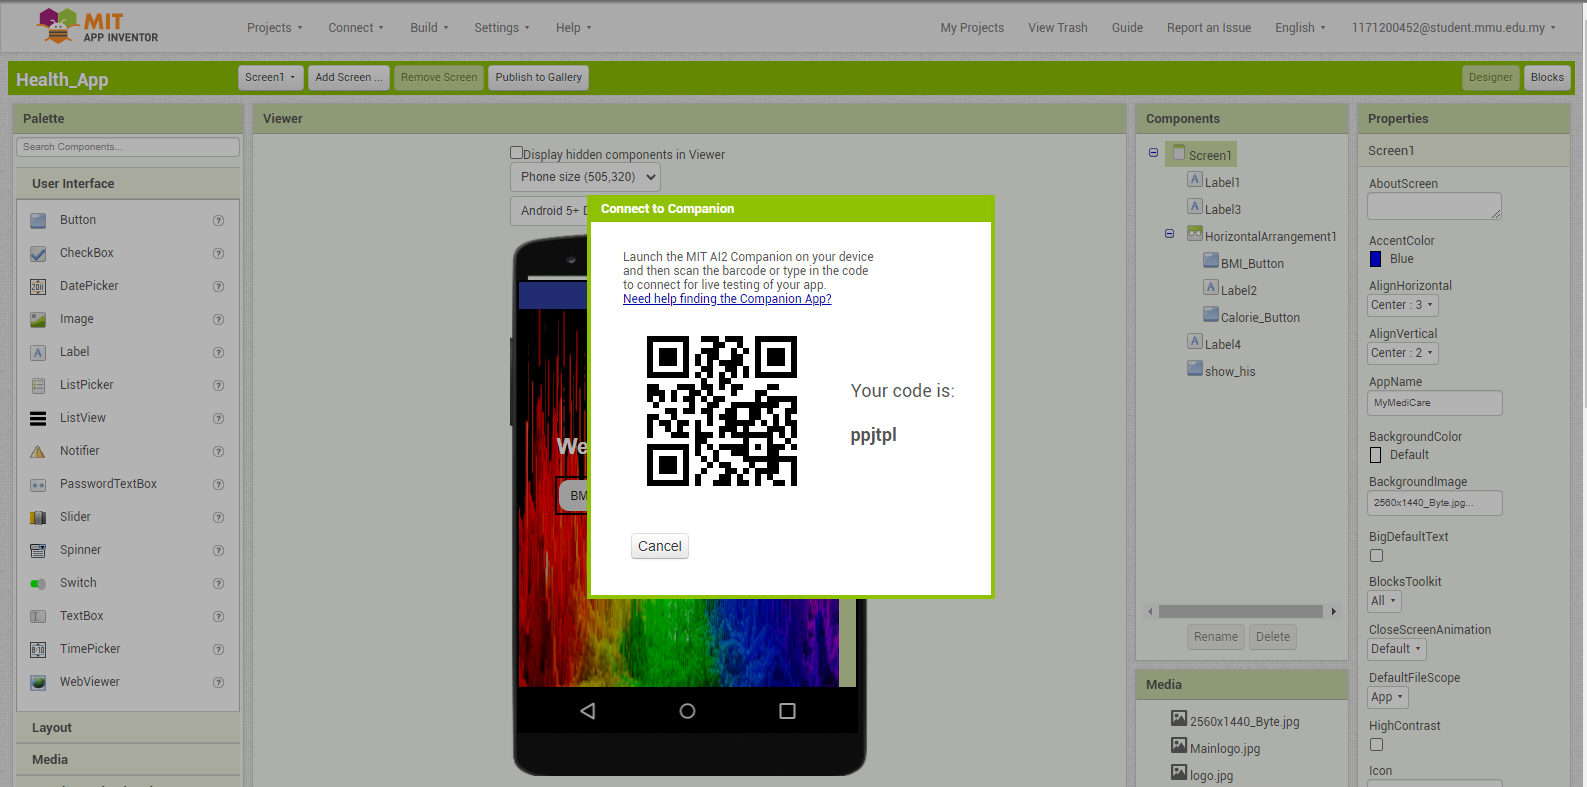 MIT
APP INVENTOR
Projects
Connect
Build
Settings
Help
My Projects
View Trash
Guide
Report an Issue
English
1171200452@student.mmu.edu.my
Health_App
Screen1
Add Screen ...
Remove Screen
Publish to Gallery
Designer
Blocks
Palette
Search Components...
User Interface
Button
CheckBox
DatePicker
Image
Label
ListPicker
ListView
Notifier
PasswordTextBox
Slider
Spinner
Switch
TextBox
TimePicker
WebViewer
Layout
Media
Viewer
Display hidden components in Viewer
Phone size (505,320)
Android 5+ D
We
BM
Connect to Companion
Launch the MIT AI2 Companion on your device
and then scan the barcode or type in the code
to connect for live testing of your app.
Need help finding the Companion App?
Your code is:
ppjtpl
Cancel
Components
Screen1
Label1
Label3
HorizontalArrangement1
BMI_Button
Label2
Calorie_Button
Label4
show_his
Rename
Delete
Media
2560x1440_Byte.jpg
Mainlogo.jpg
logo.jpg
Properties
Screen1
AboutScreen
AccentColor
Blue
AlignHorizontal
Center : 3
AlignVertical
Center : 2
AppName
MyMediCare
BackgroundColor
Default
BackgroundImage
2560x1440_Byte.jpg...
BigDefaultText
BlocksToolkit
All
CloseScreenAnimation
Default
DefaultFileScope
App
HighContrast
Icon